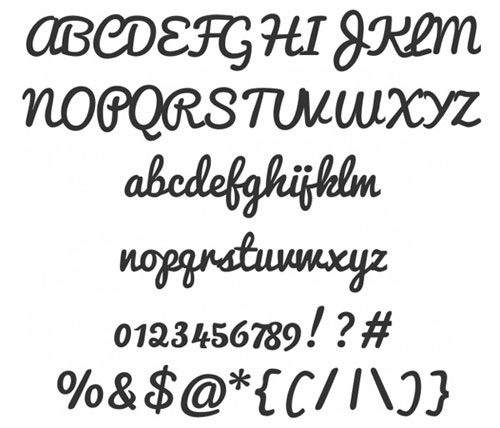 ABCDEFGHIJKLM
NOPQRSTUVWXYZ
abcdefghijklm
nopqrstuvwxyz
0123456789!?#
%&$@*{(/|\)}